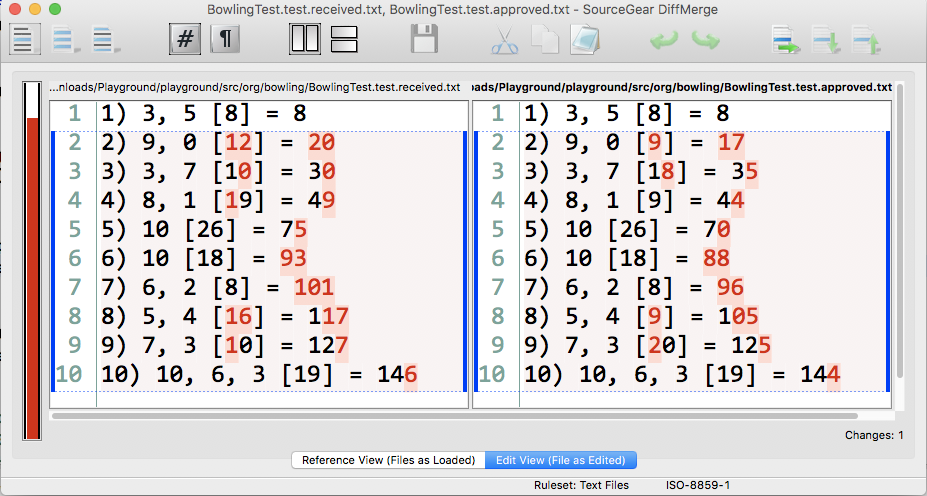 BowlingTest.test.received.txt, BowlingTest.test.approved.txt - SourceGear DiffMerge
# ¶
...nloads/Playground/playground/src/org/bowling/BowlingTest.test.received.txt
oads/Playground/playground/src/org/bowling/BowlingTest.test.approved.txt
1 1) 3, 5 [8] = 8
2 2) 9, 0 [12] = 20
3 3) 3, 7 [10] = 30
4 4) 8, 1 [19] = 49
5 5) 10 [26] = 75
6 6) 10 [18] = 93
7 7) 6, 2 [8] = 101
8 8) 5, 4 [16] = 117
9 9) 7, 3 [10] = 127
10 10) 10, 6, 3 [19] = 146
1 1) 3, 5 [8] = 8
2 2) 9, 0 [9] = 17
3 3) 3, 7 [18] = 35
4 4) 8, 1 [9] = 44
5 5) 10 [26] = 70
6 6) 10 [18] = 88
7 7) 6, 2 [8] = 96
8 8) 5, 4 [9] = 105
9 9) 7, 3 [20] = 125
10 10) 10, 6, 3 [19] = 144
Changes: 1
Reference View (Files as Loaded)
Edit View (File as Edited)
Ruleset: Text Files
ISO-8859-1